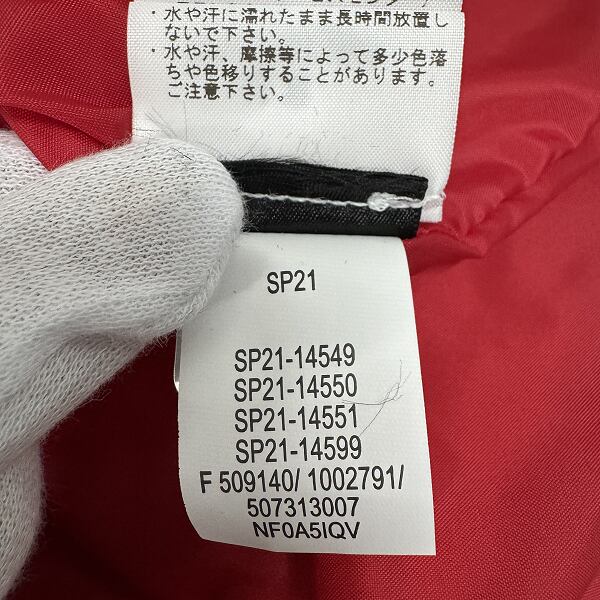 ・水や汗に濡れたまま長時間放置し
ないで下さい。
・水や汗、摩擦等によって多少色落
ちや色移りすることがあります。
ご注意下さい。
SP21
SP21-14549
SP21-14550
SP21-14551
SP21-14599
F 509140/ 1002791/
507313007
NF0A5IQV